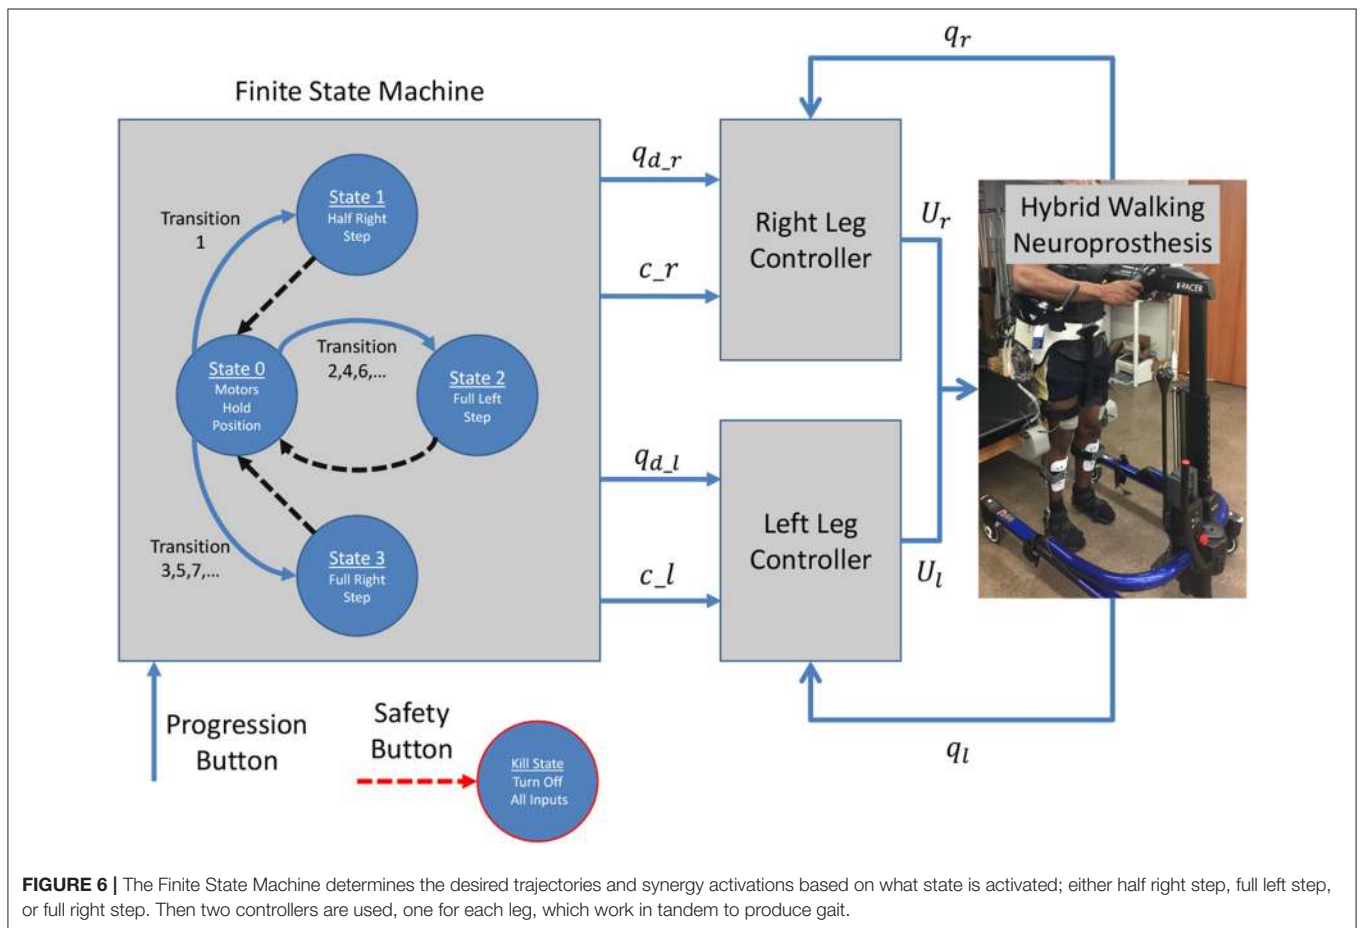 Finite State Machine
State 1
Half Right
Step
Transition
1
State 0
Motors
Hold
Position
Transition
2,4,6,...
State 2
Full Left
Step
Transition
3,5,7,...
State 3
Full Right
Step
Progression
Button
Safety
Button
Kill State
Turn Off
All Inputs
q_{d_r}
c_r
q_{d_l}
c_l
Right Leg
Controller
Left Leg
Controller
q_r
U_r
U_l
q_l
Hybrid Walking
Neuroprosthesis
FIGURE 6 | The Finite State Machine determines the desired trajectories and synergy activations based on what state is activated; either half right step, full left step,
or full right step. Then two controllers are used, one for each leg, which work in tandem to produce gait.